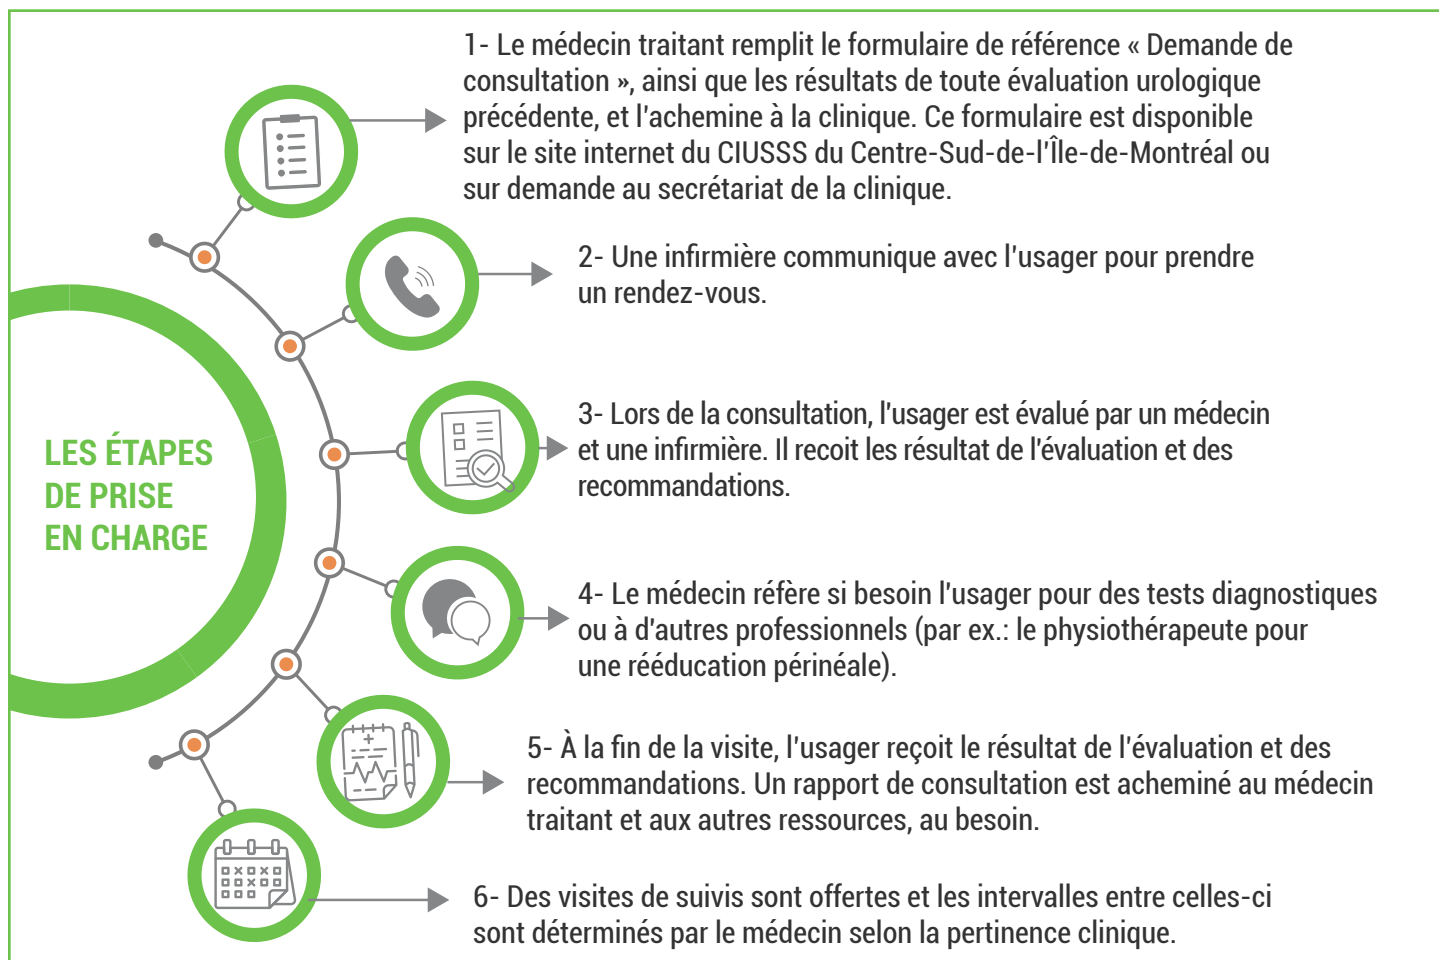 1- Le médecin traitant remplit le formulaire de référence « Demande de
consultation », ainsi que les résultats de toute évaluation urologique
précédente, et l'achemine à la clinique. Ce formulaire est disponible
sur le site internet du CIUSSS du Centre-Sud-de-l'Île-de-Montréal ou
sur demande au secrétariat de la clinique.
2- Une infirmière communique avec l'usager pour prendre
un rendez-vous.
3- Lors de la consultation, l'usager est évalué par un médecin
et une infirmière. Il recoit les résultat de l'évaluation et des
recommandations.
LES ÉTAPES
DE PRISE
EN CHARGE
4- Le médecin réfère si besoin l'usager pour des tests diagnostiques
ou à d'autres professionnels (par ex.: le physiothérapeute pour
une rééducation périnéale).
5- À la fin de la visite, l'usager reçoit le résultat de l'évaluation et des
recommandations. Un rapport de consultation est acheminé au médecin
traitant et aux autres ressources, au besoin.
6- Des visites de suivis sont offertes et les intervalles entre celles-ci
sont déterminés par le médecin selon la pertinence clinique.